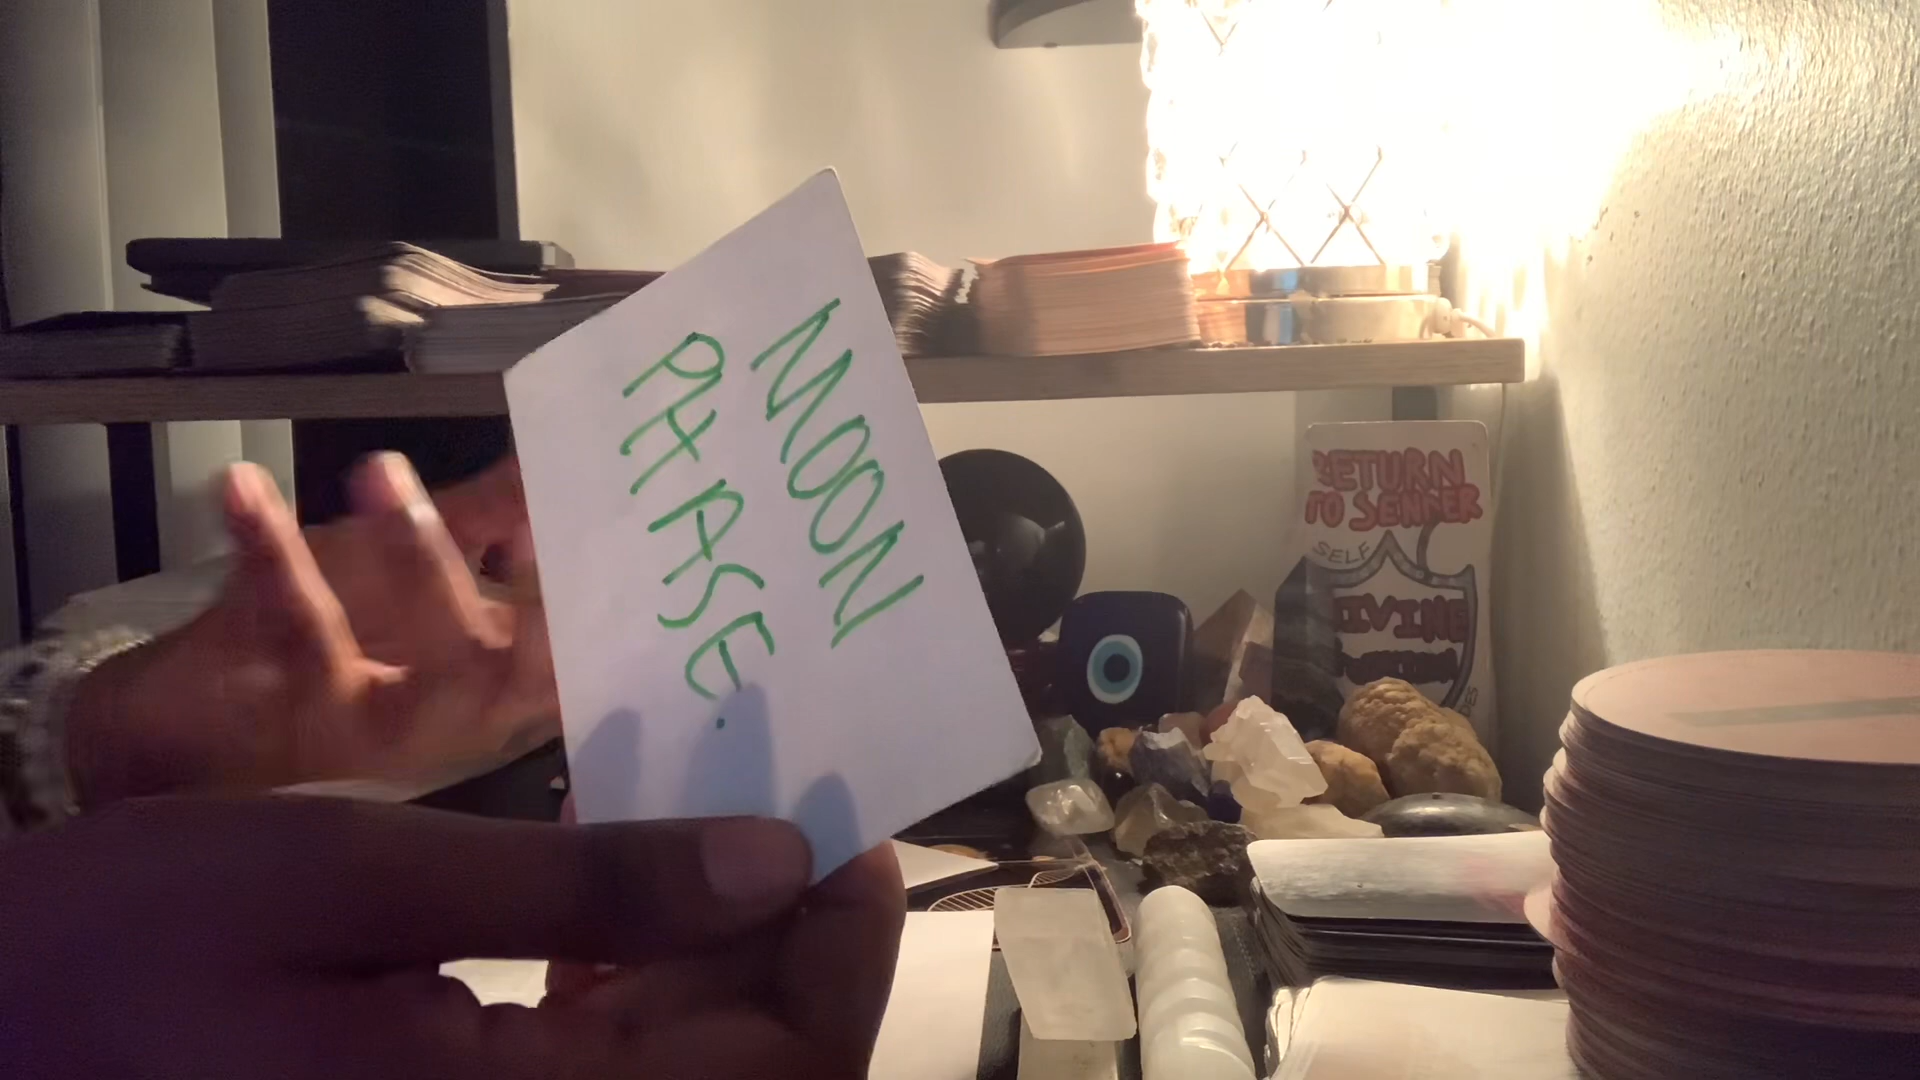 MOON
PHASE.
RETURN
TO SENDER
SELF